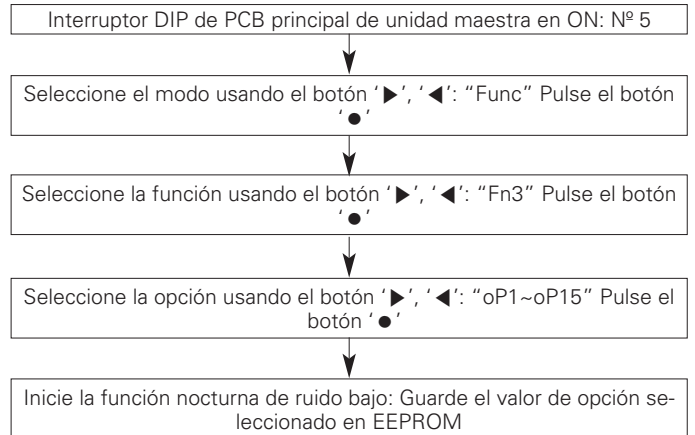 Interruptor DIP de PCB principal de unidad maestra en ON: Nº 5
Seleccione el modo usando el botón ‘▶’, ‘◀’: “Func” Pulse el botón
‘●’
Seleccione la función usando el botón ‘▶’, ‘◀’: “Fn3” Pulse el botón
‘●’
Seleccione la opción usando el botón ‘▶’, ‘◀’: “oP1~oP15” Pulse el
botón ‘●’
Inicie la función nocturna de ruido bajo: Guarde el valor de opción se-
leccionado en EEPROM